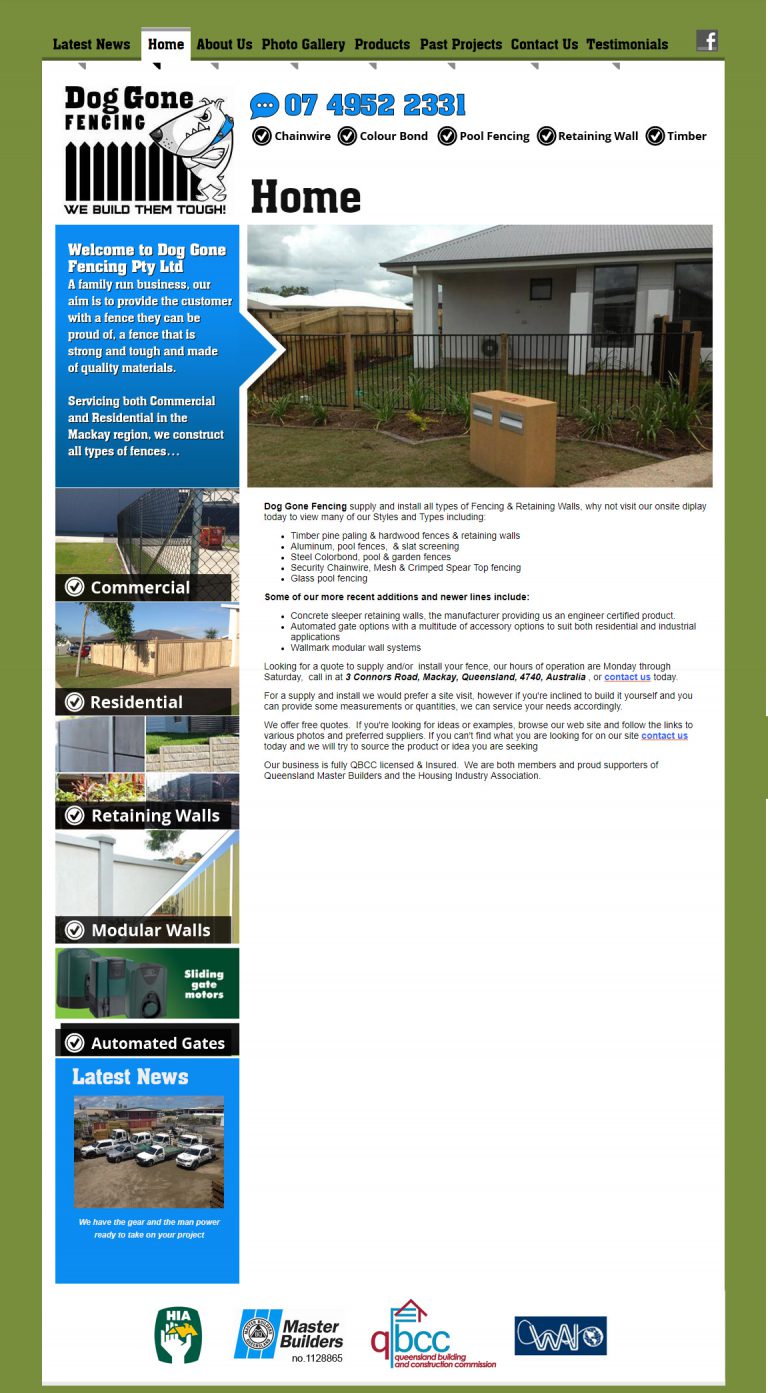 Latest News Home About Us Photo Gallery Products Past Projects Contact Us Testimonials
f
Dog Gone
FENCING
WE BUILD THEM TOUGH!
07 4952 2331
Chainwire Colour Bond Pool Fencing Retaining Wall Timber
Home
Welcome to Dog Gone
Fencing Pty Ltd
A family run business, our
aim is to provide the customer
with a fence they can be
proud of, a fence that is
strong and tough and made
of quality materials.
Servicing both Commercial
and Residential in the
Mackay region, we construct
all types of fences…
Commercial
Residential
Retaining Walls
Modular Walls
Sliding
gate
motors
Automated Gates
Latest News
We have the gear and the man power
ready to take on your project
Dog Gone Fencing supply and install all types of Fencing & Retaining Walls, why not visit our onsite diplay
today to view many of our Styles and Types including:
• Timber pine paling & hardwood fences & retaining walls
• Aluminum, pool fences,  & slat screening
• Steel Colorbond, pool & garden fences
• Security Chainwire, Mesh & Crimped Spear Top fencing
• Glass pool fencing
Some of our more recent additions and newer lines include:
• Concrete sleeper retaining walls, the manufacturer providing us an engineer certified product.
• Automated gate options with a multitude of accessory options to suit both residential and industrial
applications
• Wallmark modular wall systems
Looking for a quote to supply and/or  install your fence, our hours of operation are Monday through
Saturday,  call in at 3 Connors Road, Mackay, Queensland, 4740, Australia , or contact us today.
For a supply and install we would prefer a site visit, however if you're inclined to build it yourself and you
can provide some measurements or quantities, we can service your needs accordingly.
We offer free quotes.  If you're looking for ideas or examples, browse our web site and follow the links to
various photos and preferred suppliers. If you can't find what you are looking for on our site contact us
today and we will try to source the product or idea you are seeking
Our business is fully QBCC licensed & Insured.  We are both members and proud supporters of
Queensland Master Builders and the Housing Industry Association.
HIA
MASTER BUILDERS
QUEENSLAND
Master
Builders
no.1128865
qbcc
queensland building
and construction commission